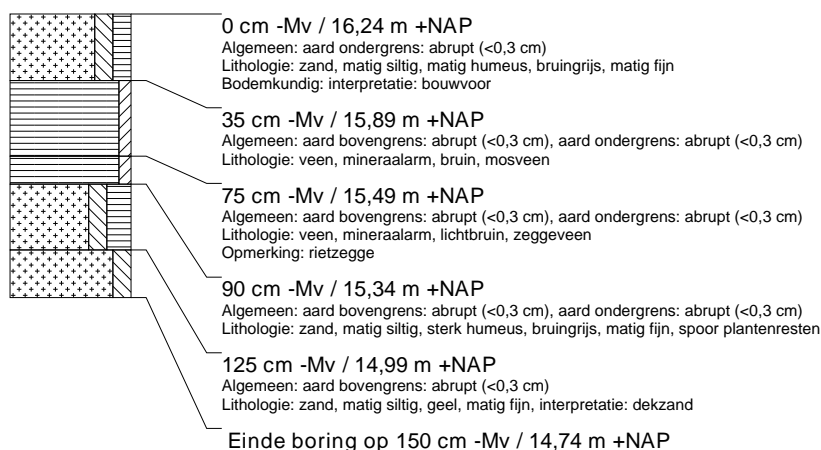 0 cm -Mv / 16,24 m +NAP
Algemeen: aard ondergrens: abrupt (<0,3 cm)
Lithologie: zand, matig siltig, matig humeus, bruingrijs, matig fijn
Bodemkundig: interpretatie: bouwvoor
35 cm -Mv / 15,89 m +NAP
Algemeen: aard bovengrens: abrupt (<0,3 cm), aard ondergrens: abrupt (<0,3 cm)
Lithologie: veen, mineraalarm, bruin, mosveen
75 cm -Mv / 15,49 m +NAP
Algemeen: aard bovengrens: abrupt (<0,3 cm), aard ondergrens: abrupt (<0,3 cm)
Lithologie: veen, mineraalarm, lichtbruin, zeggeveen
Opmerking: rietzegge
90 cm -Mv / 15,34 m +NAP
Algemeen: aard bovengrens: abrupt (<0,3 cm), aard ondergrens: abrupt (<0,3 cm)
Lithologie: zand, matig siltig, sterk humeus, bruingrijs, matig fijn, spoor plantenresten
125 cm -Mv / 14,99 m +NAP
Algemeen: aard bovengrens: abrupt (<0,3 cm)
Lithologie: zand, matig siltig, geel, matig fijn, interpretatie: dekzand
Einde boring op 150 cm -Mv / 14,74 m +NAP